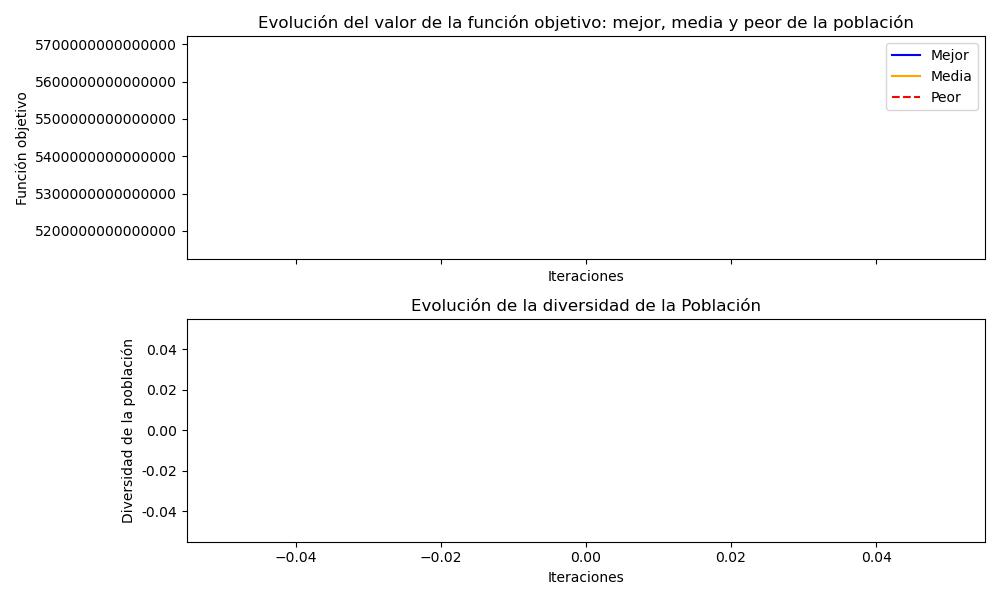 Evolución del valor de la función objetivo: mejor, media y peor de la población
5700000000000000
5600000000000000
5500000000000000
5400000000000000
5300000000000000
5200000000000000
Función objetivo
Mejor
Media
Peor
Iteraciones
Evolución de la diversidad de la Población
0.04
0.02
0.00
-0.02
-0.04
Diversidad de la población
−0.04
−0.02
0.00
0.02
0.04
Iteraciones